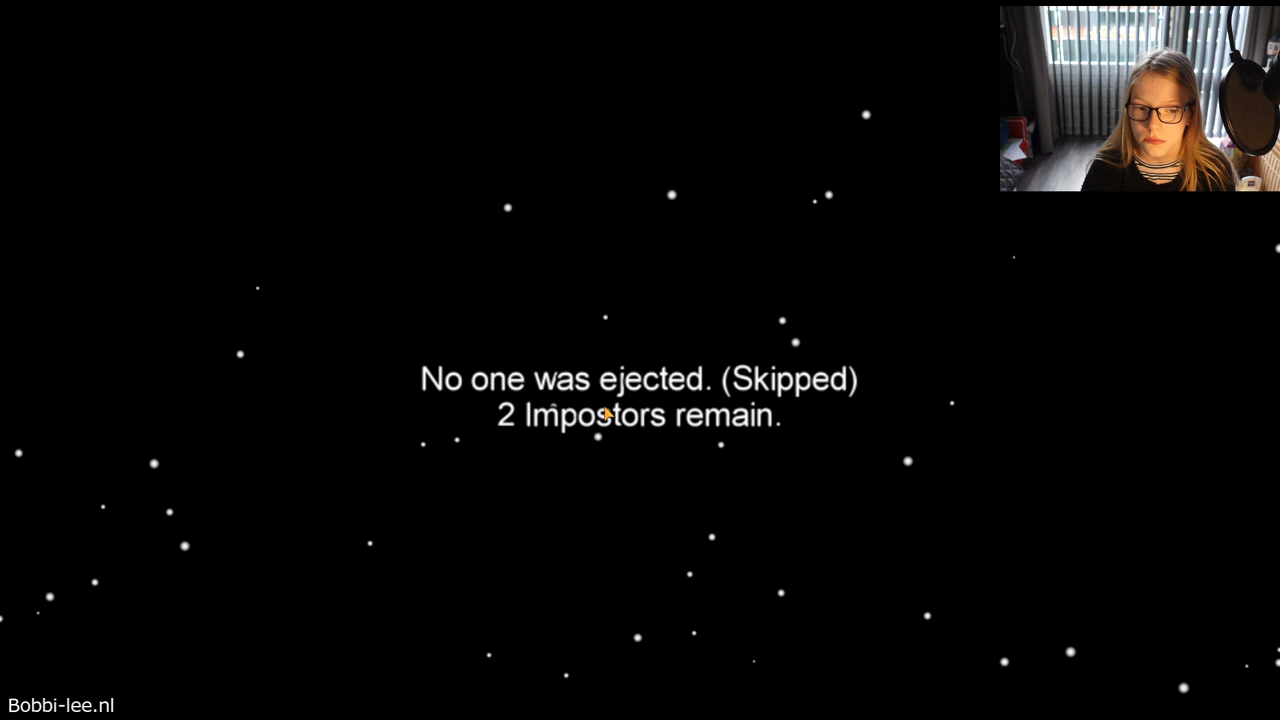 No one was ejected. (Skipped)
2 Impostors remain.
Bobbi-lee.nl